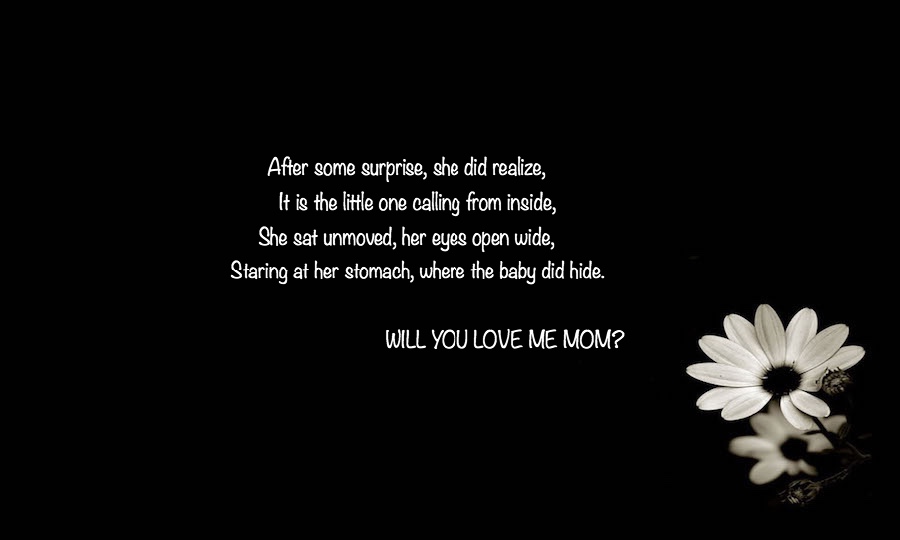 After some surprise, she did realize,
It is the little one calling from inside,
She sat unmoved, her eyes open wide,
Staring at her stomach, where the baby did hide.
WILL YOU LOVE ME MOM?